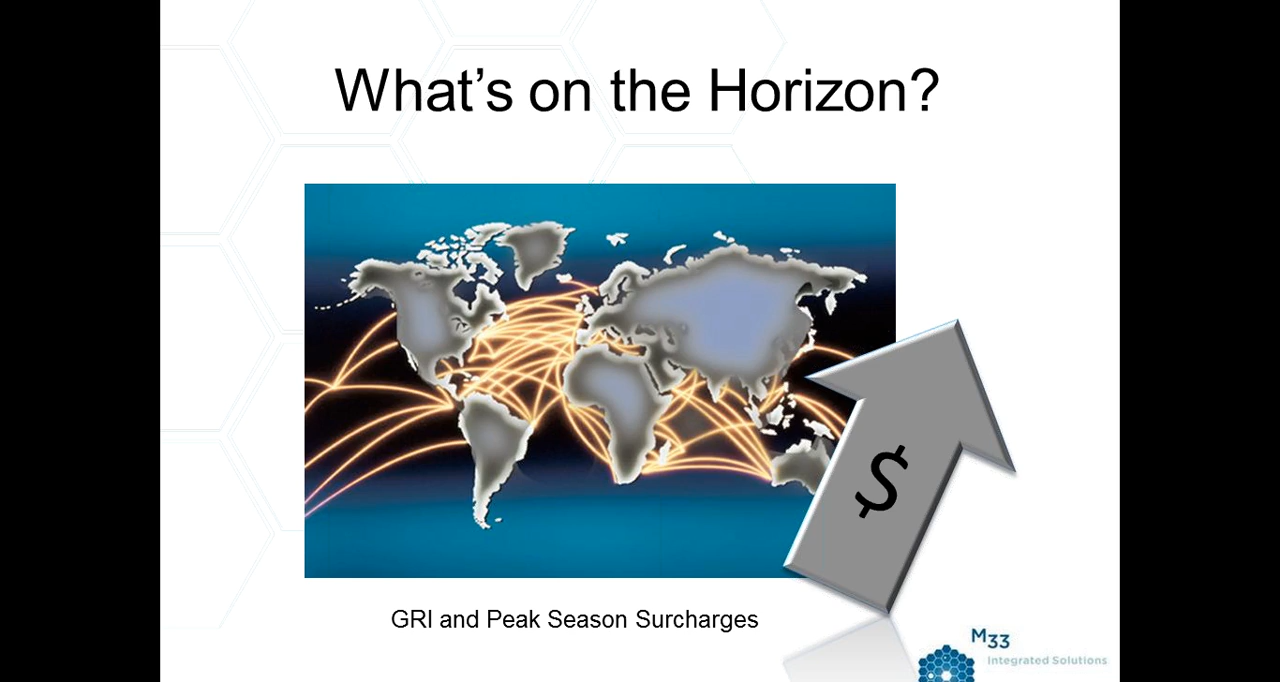 What's on the Horizon?
$
GRI and Peak Season Surcharges
M33
Integrated Solutions